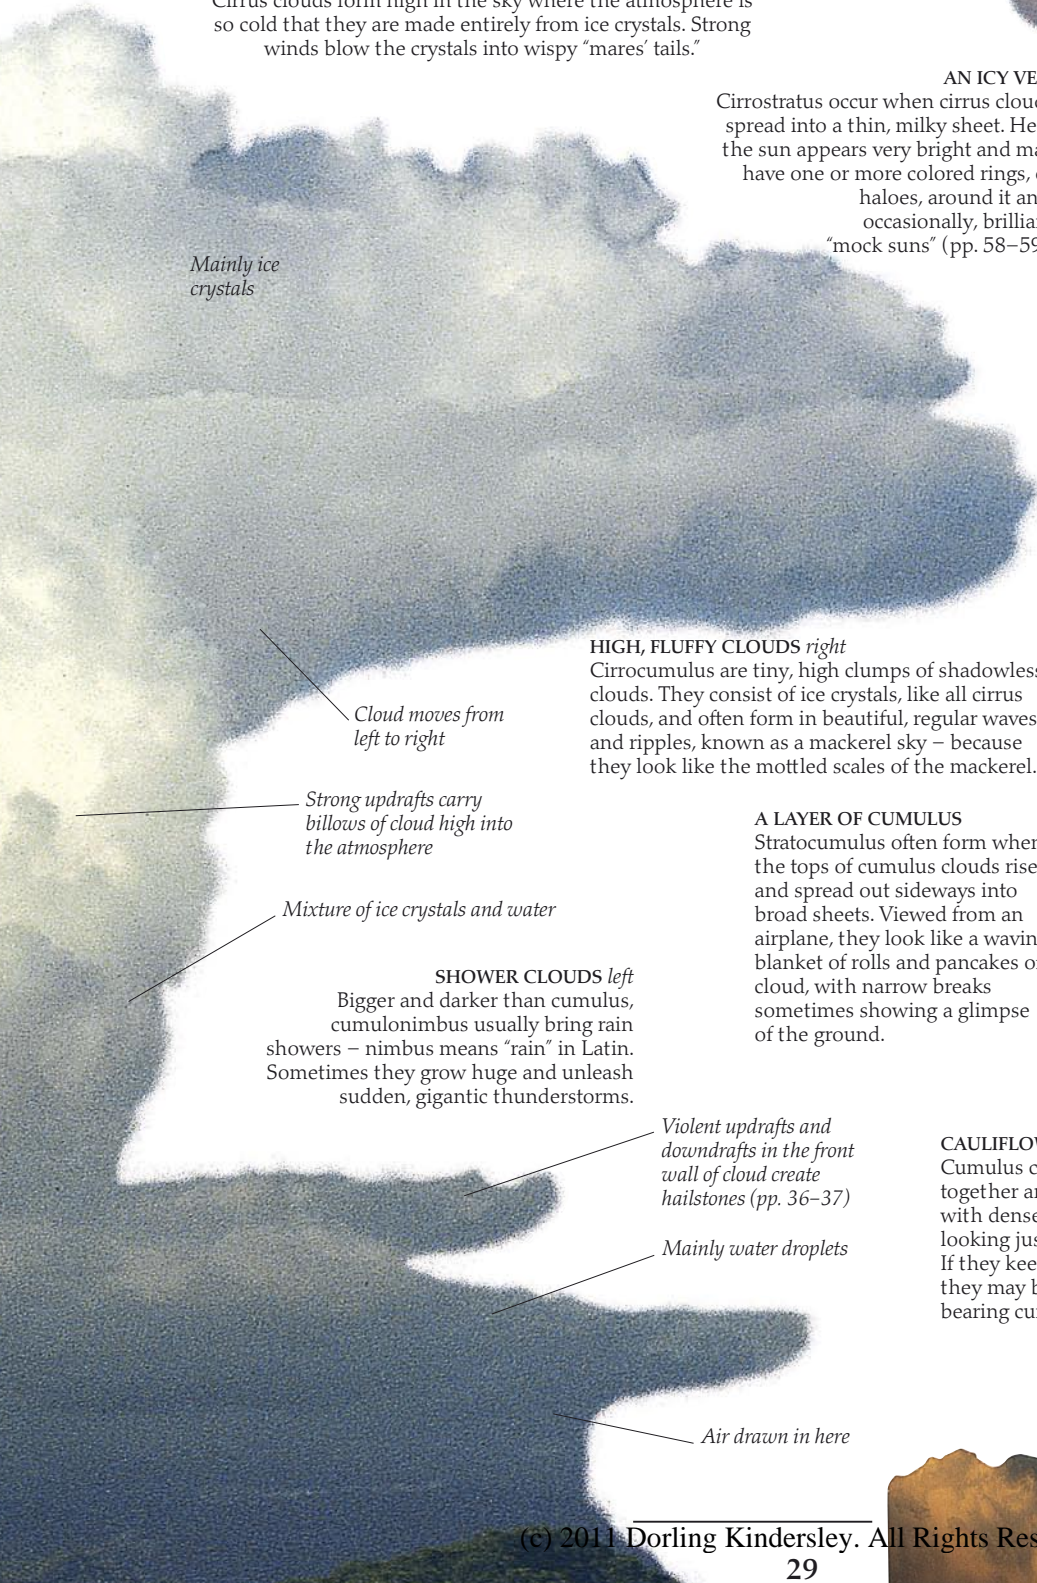 Cirrus clouds form high in the sky where the atmosphere is
so cold that they are made entirely from ice crystals. Strong
winds blow the crystals into wispy “mares’ tails.”
AN ICY
Cirrostratus occur when cirrus
spread into a thin, milky sheet.
the sun appears very bright and
have one or more colored rings,
haloes, around it
occasionally,
“mock suns” (pp. 58–59
Mainly ice
crystals
HIGH, FLUFFY CLOUDS right
Cirrocumulus are tiny, high clumps of shadowless
clouds. They consist of ice crystals, like all cirrus
clouds, and often form in beautiful, regular waves
and ripples, known as a mackerel sky – because
they look like the mottled scales of the mackerel.
Cloud moves from
left to right
Strong updrafts carry
billows of cloud high into
the atmosphere
A LAYER OF CUMULUS
Stratocumulus often form when
the tops of cumulus clouds rise
and spread out sideways into
broad sheets. Viewed from an
airplane, they look like a
blanket of rolls and pancakes of
cloud, with narrow breaks
sometimes showing a glimpse
of the ground.
Mixture of ice crystals and water
SHOWER CLOUDS left
Bigger and darker than cumulus,
cumulonimbus usually bring rain
showers – nimbus means “rain” in Latin.
Sometimes they grow huge and unleash
sudden, gigantic thunderstorms.
Violent updrafts and
downdrafts in the front
wall of cloud create
hailstones (pp. 36–37)
Mainly water droplets
Cumulus
together
with
looking
If they
they may
bearing
Air drawn in here
(c) 2011 Dorling Kindersley. All Rights
29